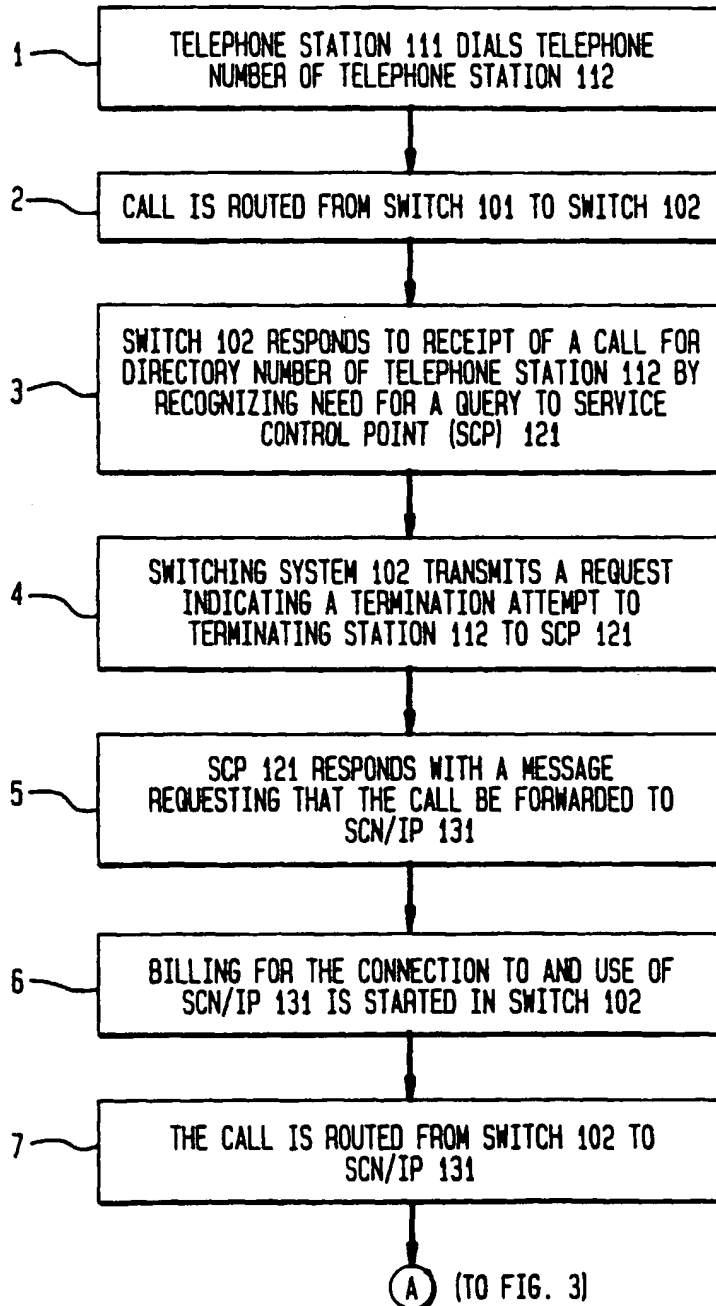 1
TELEPHONE STATION 111 DIALS TELEPHONE
NUMBER OF TELEPHONE STATION 112
2
CALL IS ROUTED FROM SWITCH 101 TO SWITCH 102
3
SWITCH 102 RESPONDS TO RECEIPT OF A CALL FOR
DIRECTORY NUMBER OF TELEPHONE STATION 112 BY
RECOGNIZING NEED FOR A QUERY TO SERVICE
CONTROL POINT (SCP) 121
4
SWITCHING SYSTEM 102 TRANSMITS A REQUEST
INDICATING A TERMINATION ATTEMPT TO
TERMINATING STATION 112 TO SCP 121
5
SCP 121 RESPONDS WITH A MESSAGE
REQUESTING THAT THE CALL BE FORWARDED TO
SCN/IP 131
6
BILLING FOR THE CONNECTION TO AND USE OF
SCN/IP 131 IS STARTED IN SWITCH 102
7
THE CALL IS ROUTED FROM SWITCH 102 TO
SCN/IP 131
A (TO FIG. 3)